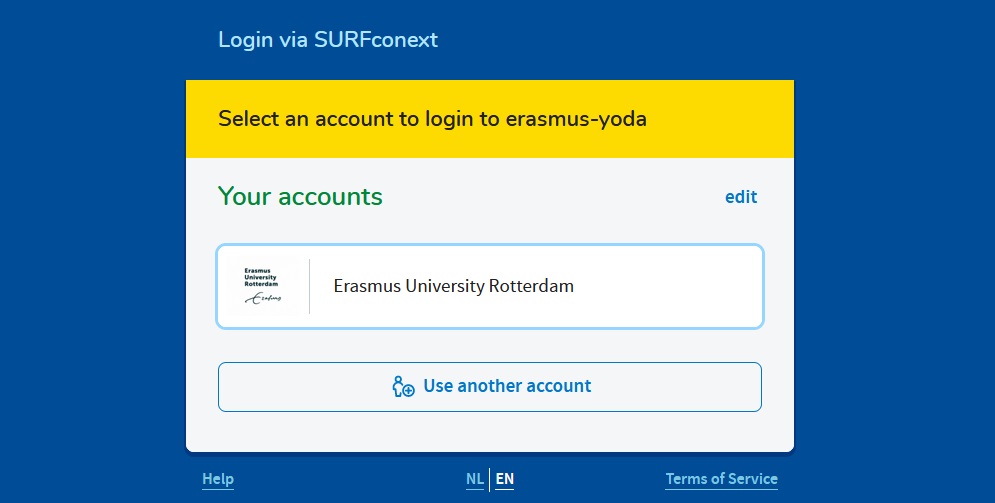 Login via SURFconext
Select an account to login to erasmus-yoda
Your accounts
edit
Erasmus
University
Rotterdam
Erasmus
Erasmus University Rotterdam
Use another account
Help
NL
EN
Terms of Service